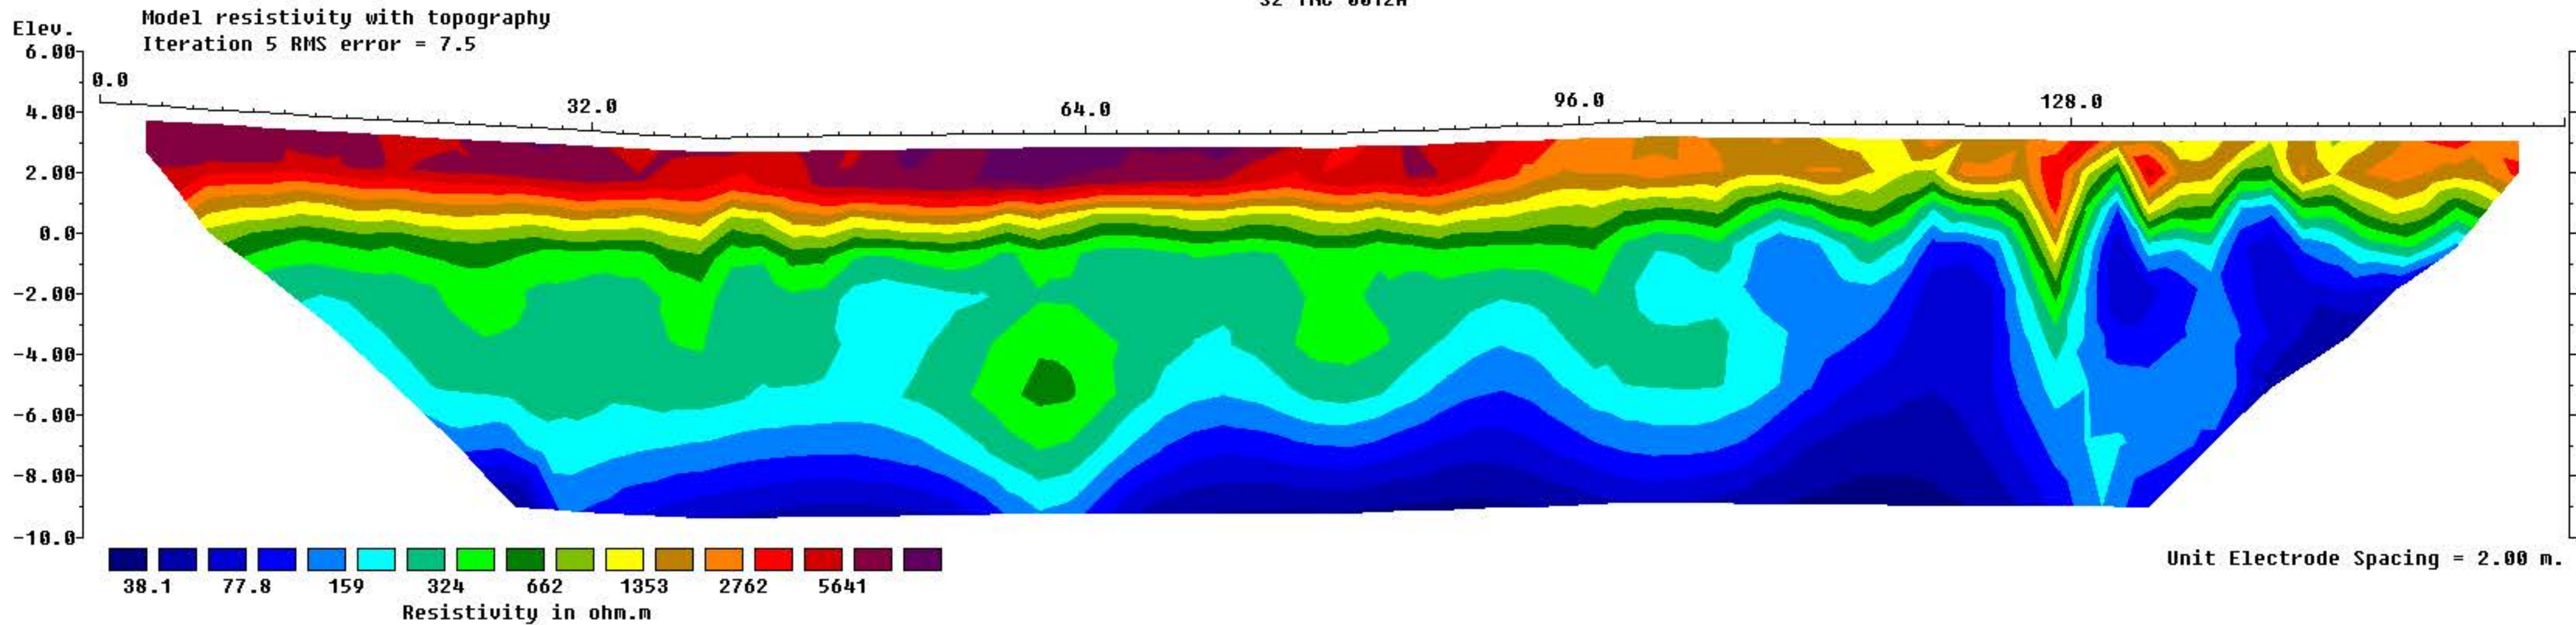 Model resistivity with topography
Elev.
Iteration 5 RMS error = 7.5
6.00
0.0
4.00
32.0
64.0
96.0
128.0
2.00
0.0
-2.00
-4.00
-6.00
-8.00
-10.0
38.1 77.8 159 324 662 1353 2762 5641
Unit Electrode Spacing = 2.00 m.
Resistivity in ohm.m